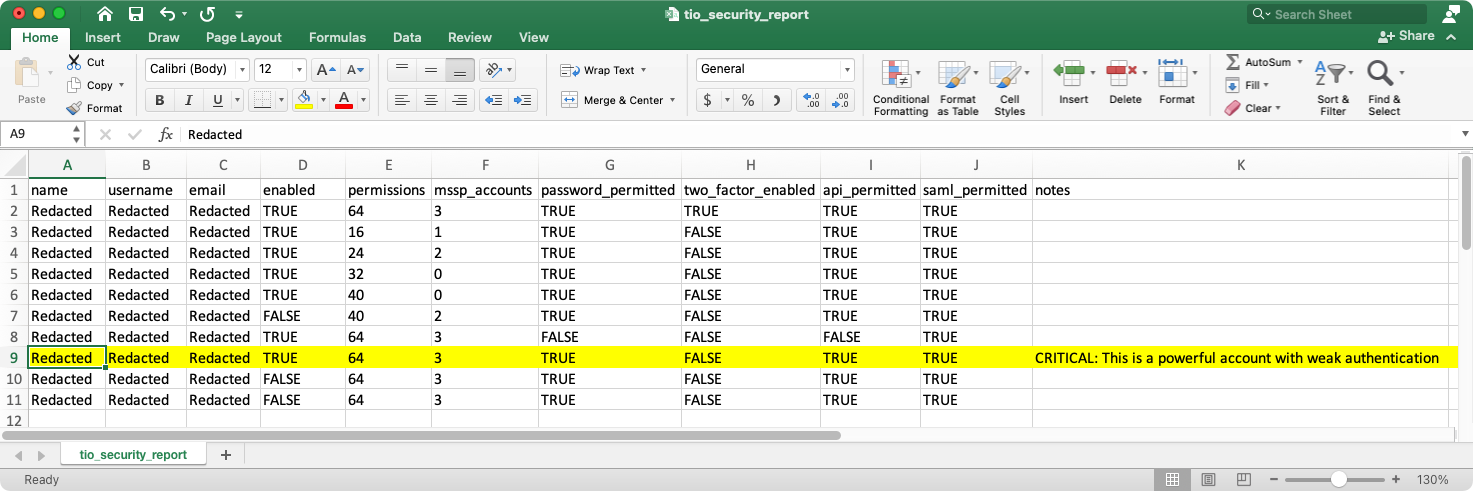 tio_security_report
Search Sheet
Home Insert Draw Page Layout Formulas Data Review View Share
Cut
Copy
Format
Paste
Calibri (Body) 12
B I U
Wrap Text
Merge & Center
General
$ %
Conditional Formatting
Format as Table
Cell Styles
Insert Delete Format
AutoSum
Fill
Clear
Sort & Filter
Find & Select
A9 fx Redacted
A B C D E F G H I J K
1 name username email enabled permissions mssp_accounts password_permitted two_factor_enabled api_permitted saml_permitted notes
2 Redacted Redacted Redacted TRUE 64 3 TRUE TRUE TRUE TRUE
3 Redacted Redacted Redacted TRUE 16 1 TRUE FALSE TRUE TRUE
4 Redacted Redacted Redacted TRUE 24 2 TRUE FALSE TRUE TRUE
5 Redacted Redacted Redacted TRUE 32 0 TRUE FALSE TRUE TRUE
6 Redacted Redacted Redacted TRUE 40 0 TRUE FALSE TRUE TRUE
7 Redacted Redacted Redacted FALSE 40 2 TRUE FALSE TRUE TRUE
8 Redacted Redacted Redacted TRUE 64 3 FALSE FALSE FALSE TRUE
9 Redacted Redacted Redacted TRUE 64 3 TRUE FALSE TRUE TRUE CRITICAL: This is a powerful account with weak authentication
10 Redacted Redacted Redacted FALSE 64 3 TRUE FALSE TRUE TRUE
11 Redacted Redacted Redacted FALSE 64 3 TRUE FALSE TRUE TRUE
12
tio_security_report +
Ready 130%